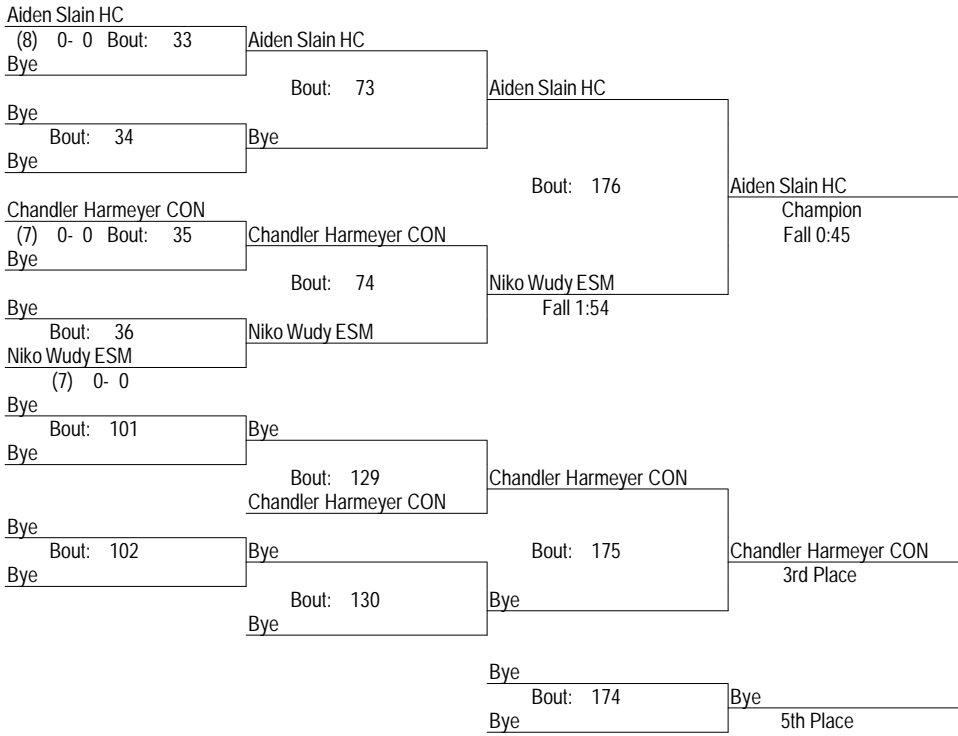 Aiden Slain HC
(8) 0- 0 Bout: 33 Aiden Slain HC
Bye
Bout: 73 Aiden Slain HC
Bye
Bout: 34 Bye
Bye
Bout: 176 Aiden Slain HC
Chandler Harmeyer CON Champion
(7) 0- 0 Bout: 35 Chandler Harmeyer CON Fall 0:45
Bye
Bout: 74 Niko Wudy ESM
Bye Fall 1:54
Bout: 36 Niko Wudy ESM
Niko Wudy ESM
(7) 0- 0
Bye
Bout: 101 Bye
Bye
Bout: 129 Chandler Harmeyer CON
Chandler Harmeyer CON
Bye
Bout: 102 Bye Bout: 175 Chandler Harmeyer CON
Bye 3rd Place
Bout: 130 Bye
Bye
Bye
Bout: 174 Bye
Bye 5th Place